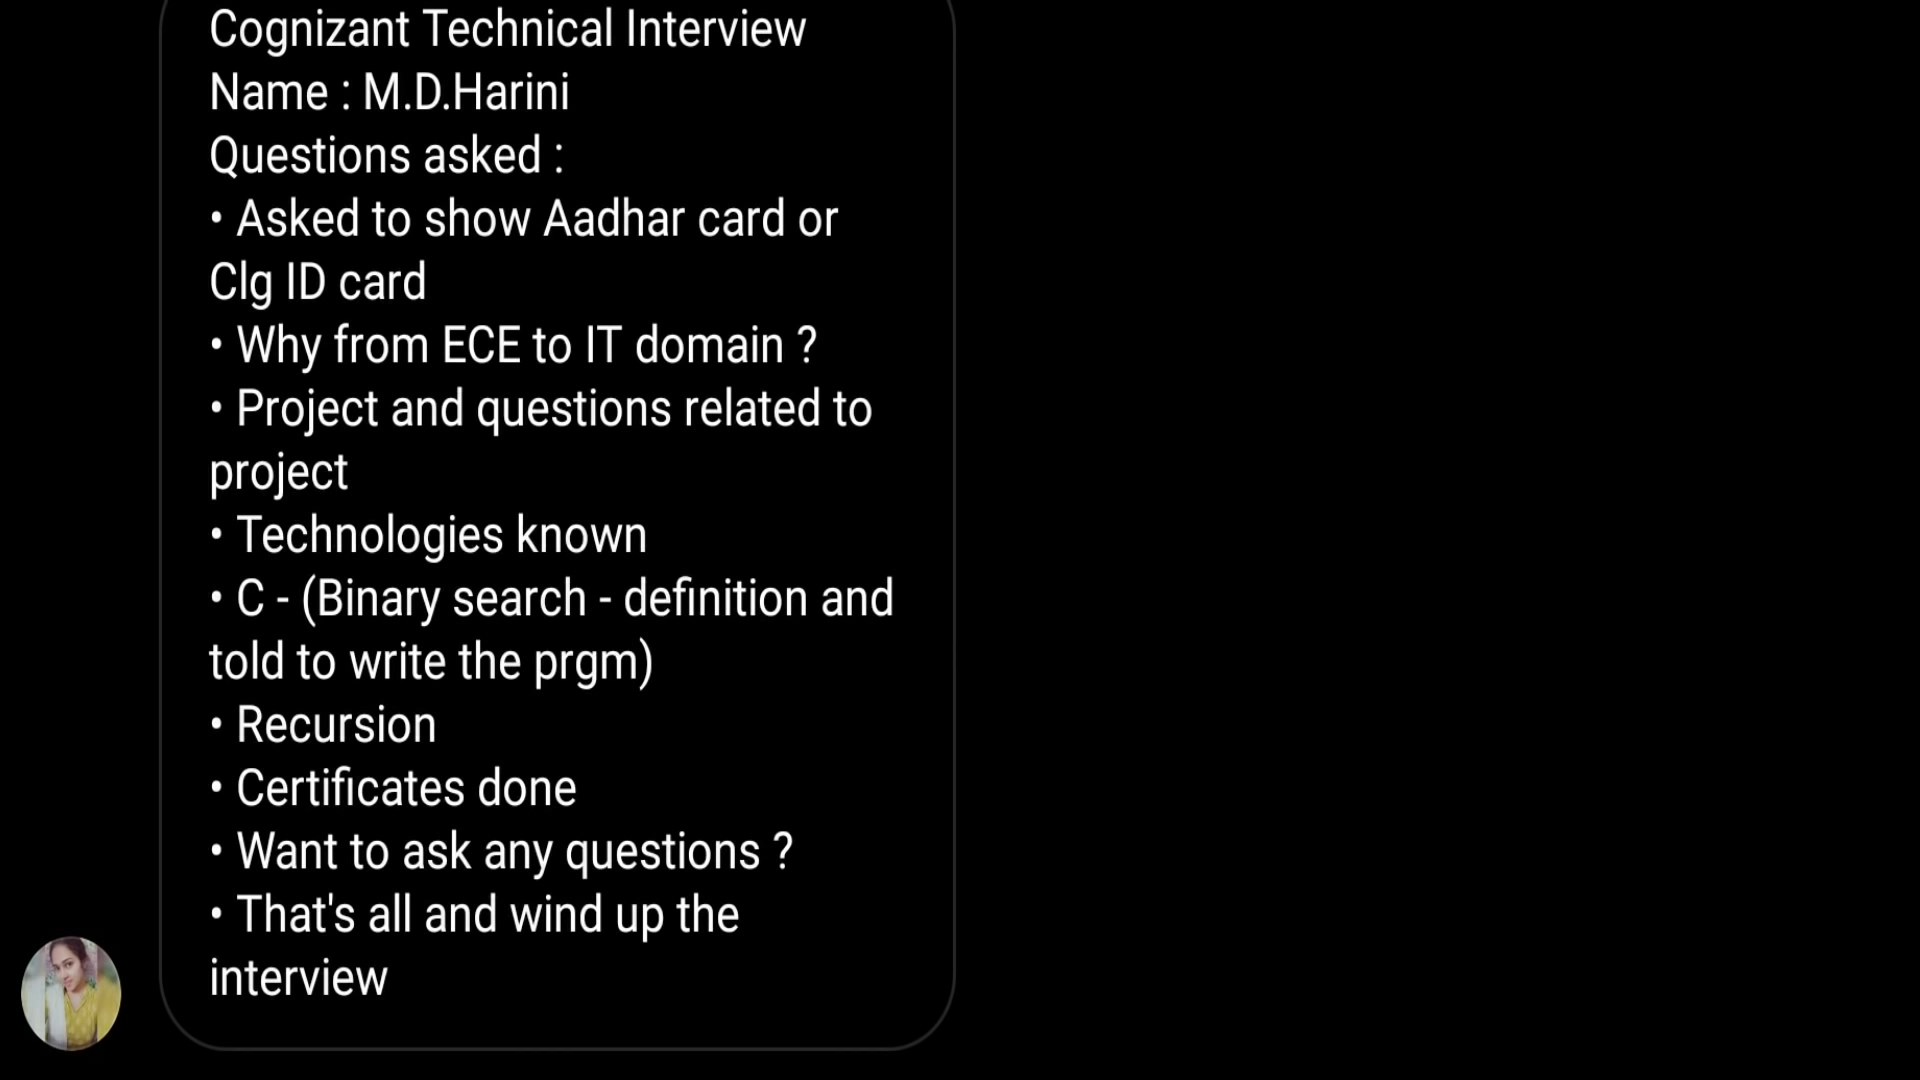 Cognizant Technical Interview
Name : M.D.Harini
Questions asked :
• Asked to show Aadhar card or
Clg ID card
• Why from ECE to IT domain ?
• Project and questions related to
project
• Technologies known
• C - (Binary search - definition and
told to write the prgm)
• Recursion
• Certificates done
• Want to ask any questions ?
• That's all and wind up the
interview